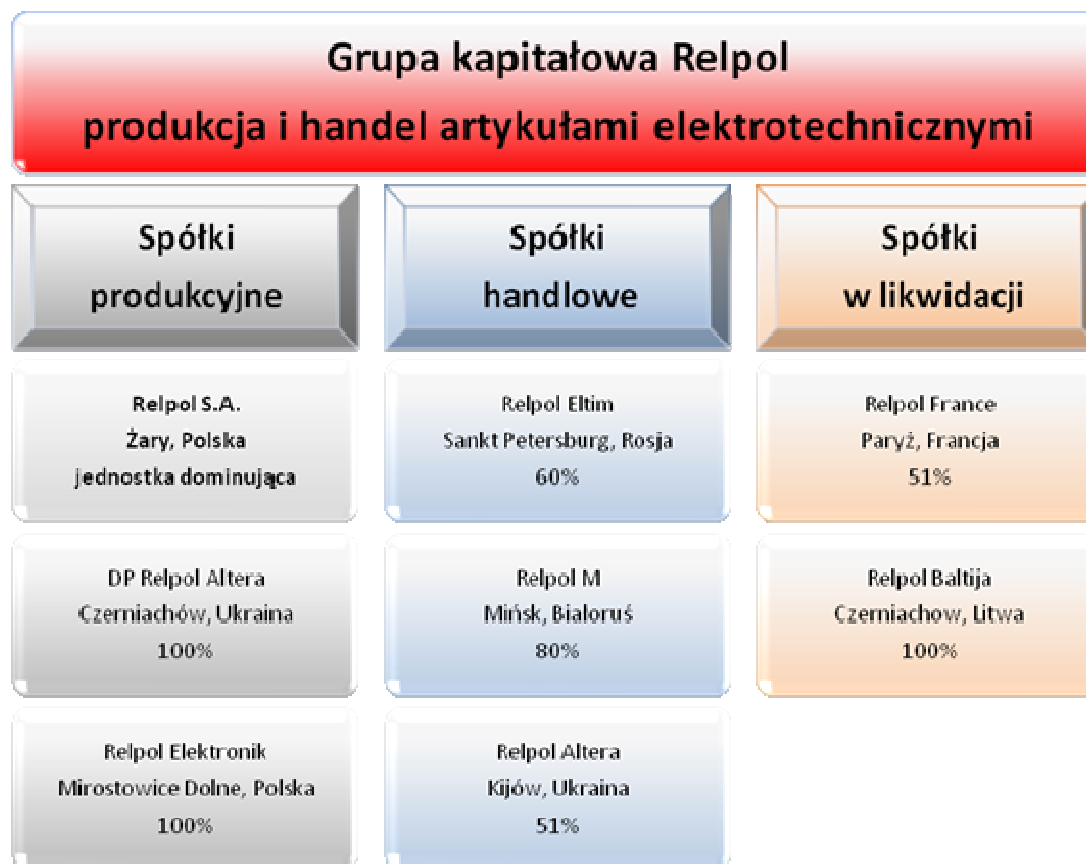 Grupa kapitałowa Relpol
produkcja i handel artykułami elektrotechnicznymi
Spółki
produkcyjne
Spółki
handlowe
Spółki
w likwidacji
Relpol S.A.
Żary, Polska
jednostka dominująca
Relpol Eltim
Sankt Petersburg, Rosja
60%
Relpol France
Paryż, Francja
51%
DP Relpol Altera
Czerniachów, Ukraina
100%
Relpol M
Mińsk, Białoruś
80%
Relpol Baltija
Czerniachow, Litwa
100%
Relpol Elektronik
Mirostowice Dolne, Polska
100%
Relpol Altera
Kijów, Ukraina
51%